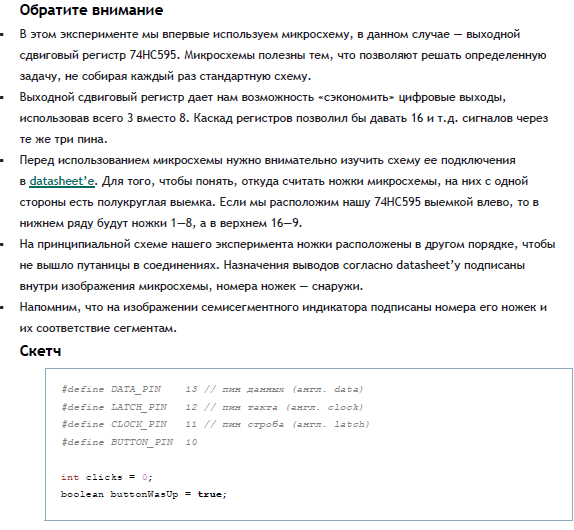 Обратите внимание
В этом эксперименте мы впервые используем микросхему, в данном случае — выходной
сдвиговый регистр 74HC595. Микросхемы полезны тем, что позволяют решать определенную
задачу, не собирая каждый раз стандартную схему.
Выходной сдвиговый регистр дает нам возможность «сэкономить» цифровые выходы,
использовав всего 3 вместо 8. Каскад регистров позволил бы давать 16 и т.д. сигналов через
те же три пина.
Перед использованием микросхемы нужно внимательно изучить схему ее подключения
в datasheet'е. Для того, чтобы понять, откуда считать ножки микросхемы, на них с одной
стороны есть полукруглая выемка. Если мы расположим нашу 74HC595 выемкой влево, то в
нижнем ряду будут ножки 1—8, а в верхнем 16—9.
На принципиальной схеме нашего эксперимента ножки расположены в другом порядке, чтобы
не вышло путаницы в соединениях. Назначения выводов согласно datasheet'у подписаны
внутри изображения микросхемы, номера ножек — снаружи.
Напомним, что на изображении семисегментного индикатора подписаны номера его ножек и
их соответствие сегментам.
Скетч
#define DATA_PIN 13 // пин данных (англ. data)
#define LATCH_PIN 12 // пин такта (англ. clock)
#define CLOCK_PIN 11 // пин строба (англ. latch)
#define BUTTON_PIN 10
int clicks = 0;
boolean buttonWasUp = true;